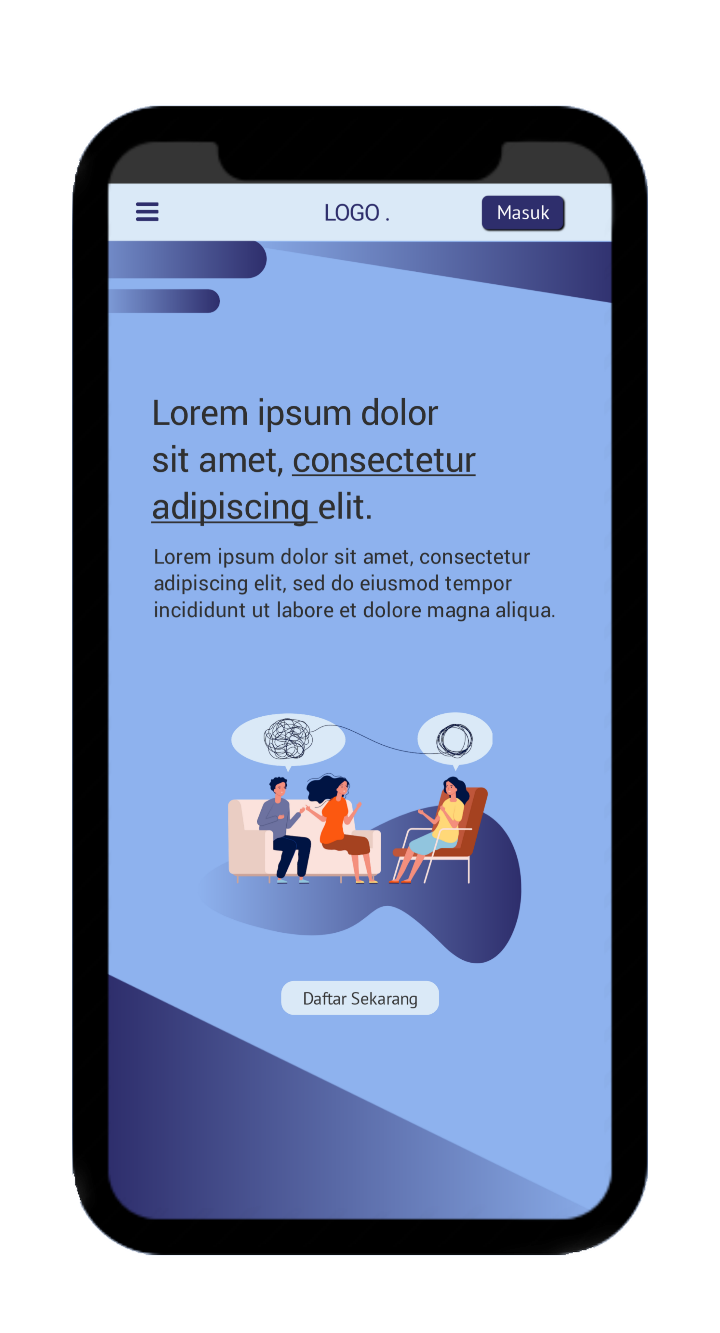 LOGO .
Masuk
Lorem ipsum dolor
sit amet, consectetur
adipiscing elit.
Lorem ipsum dolor sit amet, consectetur
adipiscing elit, sed do eiusmod tempor
incididunt ut labore et dolore magna aliqua.
Daftar Sekarang